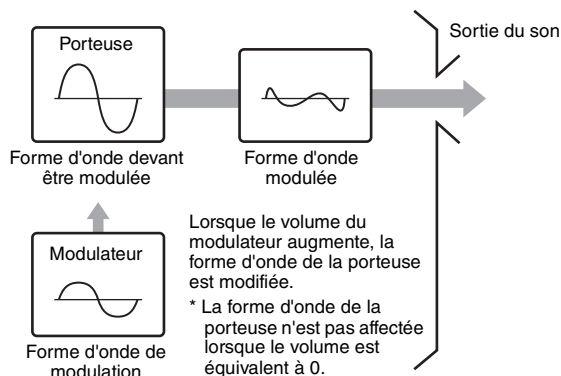 Porteuse
Sortie du son
Forme d'onde devant
être modulée
Forme d'onde
modulée
Modulateur
Forme d'onde de
modulation
Lorsque le volume du
modulateur augmente, la
forme d'onde de la porteuse
est modifiée.
* La forme d'onde de la
porteuse n'est pas affectée
lorsque le volume est
équivalent à 0.